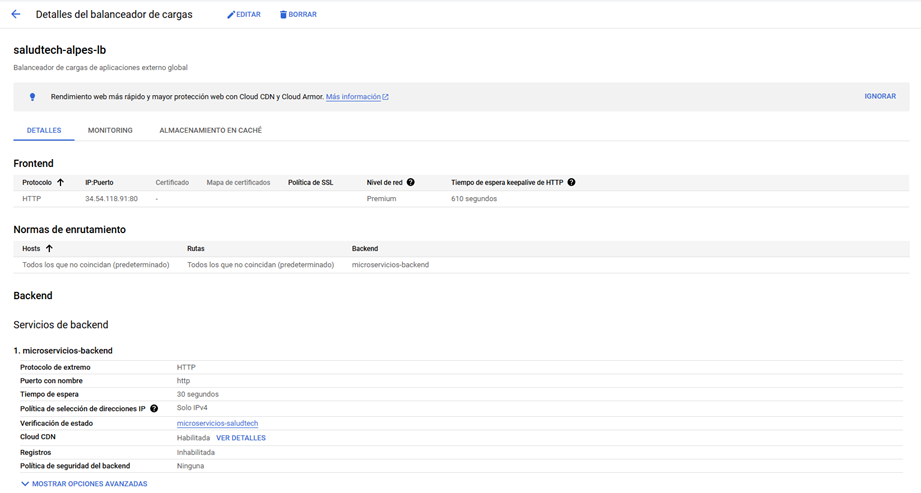 Detalles del balanceador de cargas EDITAR BORRAR
saludtech-alpes-lb
Balanceador de cargas de aplicaciones externo global
Rendimiento web más rápido y mayor protección web con Cloud CDN y Cloud Armor. Más información IGNORAR
DETALLES MONITORING ALMACENAMIENTO EN CACHÉ
Frontend
Protocolo IP:Puerto Certificado Mapa de certificados Política de SSL Nivel de red Tiempo de espera keepalive de HTTP
HTTP 34.54.118.91:80 - Premium 610 segundos
Normas de enrutamiento
Hosts Rutas Backend
Todos los que no coincidan (predeterminado) Todos los que no coincidan (predeterminado) microservicios-backend
Backend
Servicios de backend
1. microservicios-backend
Protocolo de extremo HTTP
Puerto con nombre http
Tiempo de espera 30 segundos
Política de selección de direcciones IP Solo IPv4
Verificación de estado microservicios-saludtech
Cloud CDN Habilitada VER DETALLES
Registros Inhabilitada
Política de seguridad del backend Ninguna
MOSTRAR OPCIONES AVANZADAS